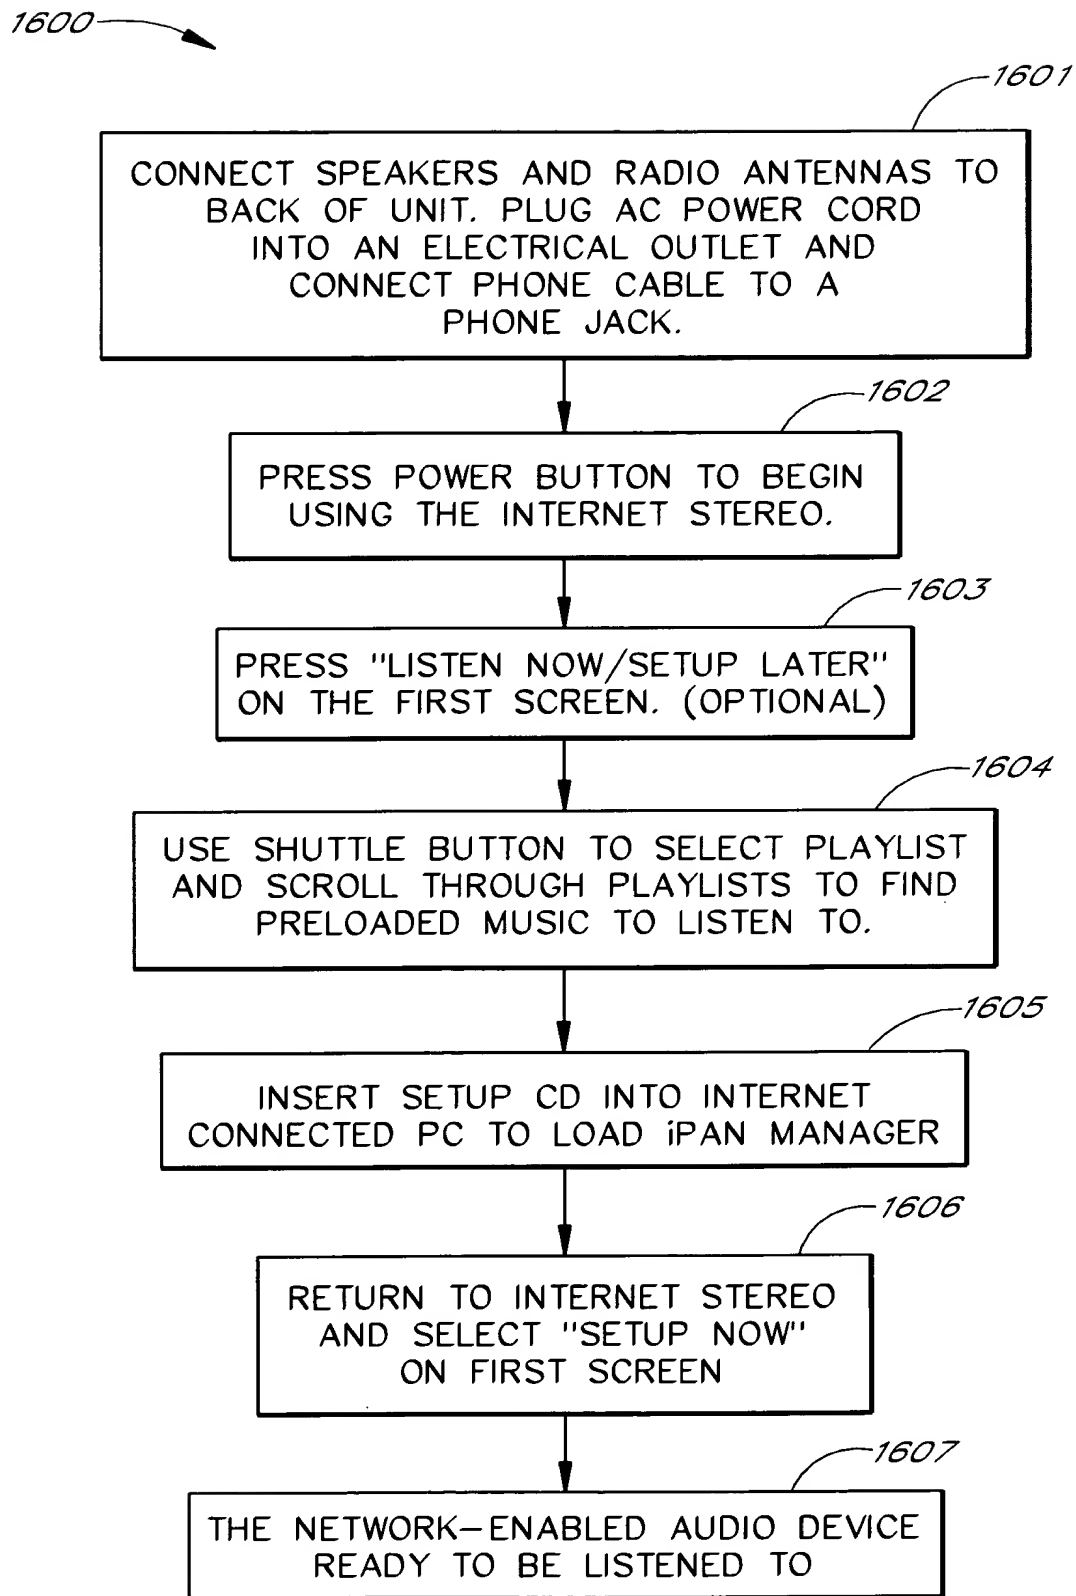 1600
1601
CONNECT SPEAKERS AND RADIO ANTENNAS TO
BACK OF UNIT. PLUG AC POWER CORD
INTO AN ELECTRICAL OUTLET AND
CONNECT PHONE CABLE TO A
PHONE JACK.
1602
PRESS POWER BUTTON TO BEGIN
USING THE INTERNET STEREO.
1603
PRESS "LISTEN NOW/SETUP LATER"
ON THE FIRST SCREEN. (OPTIONAL)
1604
USE SHUTTLE BUTTON TO SELECT PLAYLIST
AND SCROLL THROUGH PLAYLISTS TO FIND
PRELOADED MUSIC TO LISTEN TO.
1605
INSERT SETUP CD INTO INTERNET
CONNECTED PC TO LOAD iPAN MANAGER
1606
RETURN TO INTERNET STEREO
AND SELECT "SETUP NOW"
ON FIRST SCREEN
1607
THE NETWORK-ENABLED AUDIO DEVICE
READY TO BE LISTENED TO